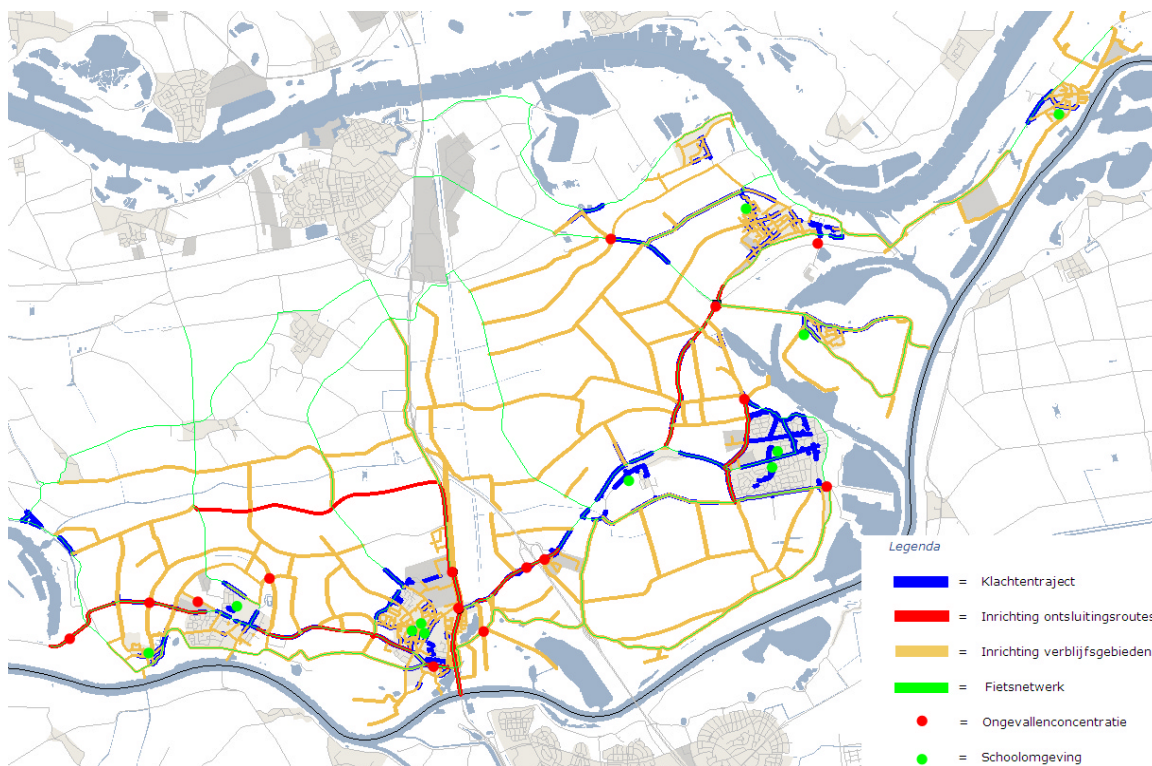 Legenda
= Klachtentraject
= Inrichting ontsluitingsroutes
= Inrichting verblijfsgebieden
= Fietsnetwerk
= Ongevallenconcentratie
= Schoolomgeving